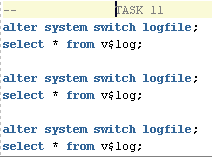 -- TASK 11
alter system switch logfile;
select * from v$log;
alter system switch logfile;
select * from v$log;
alter system switch logfile;
select * from v$log;